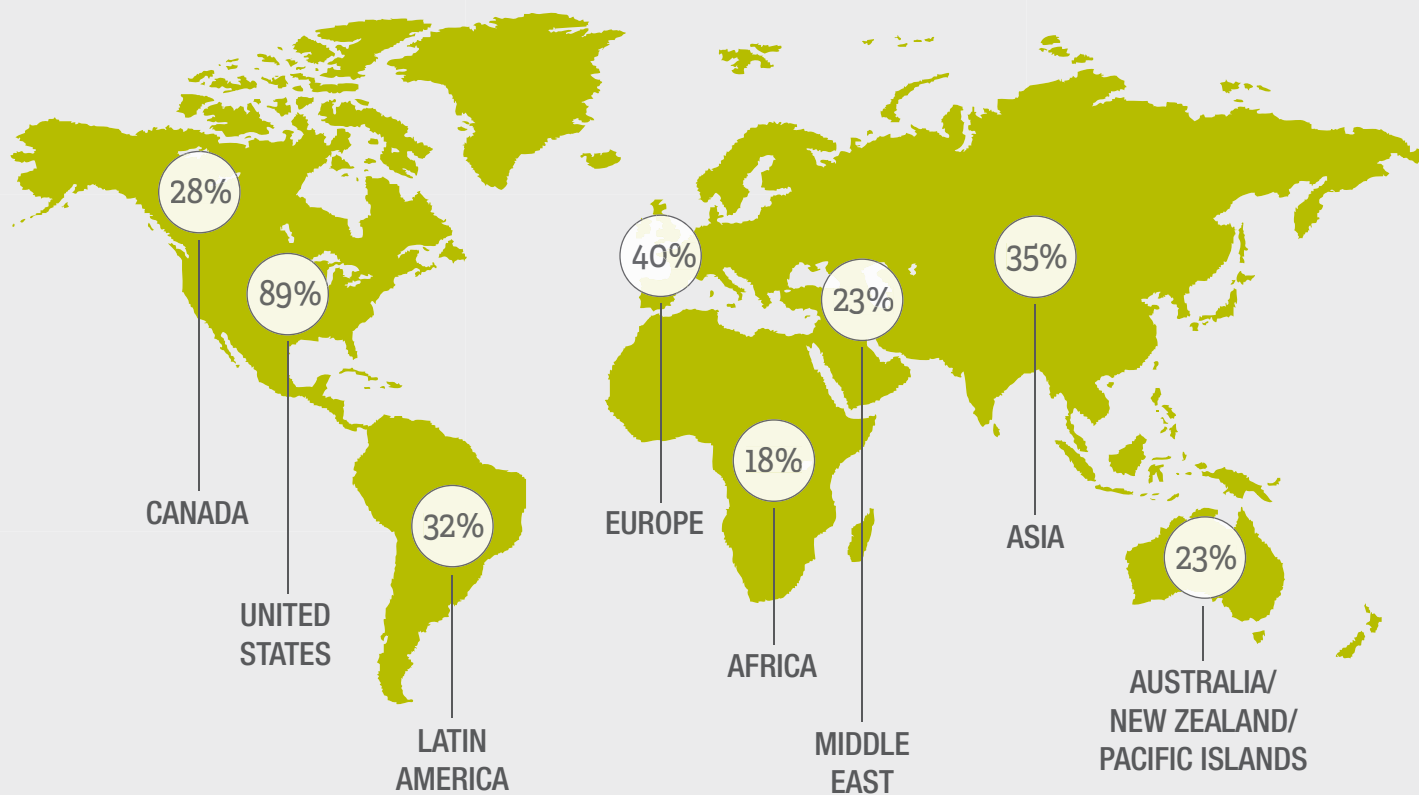 28%
CANADA
89%
UNITED
STATES
32%
LATIN
AMERICA
40%
EUROPE
18%
AFRICA
23%
MIDDLE
EAST
35%
ASIA
23%
AUSTRALIA/
NEW ZEALAND/
PACIFIC ISLANDS